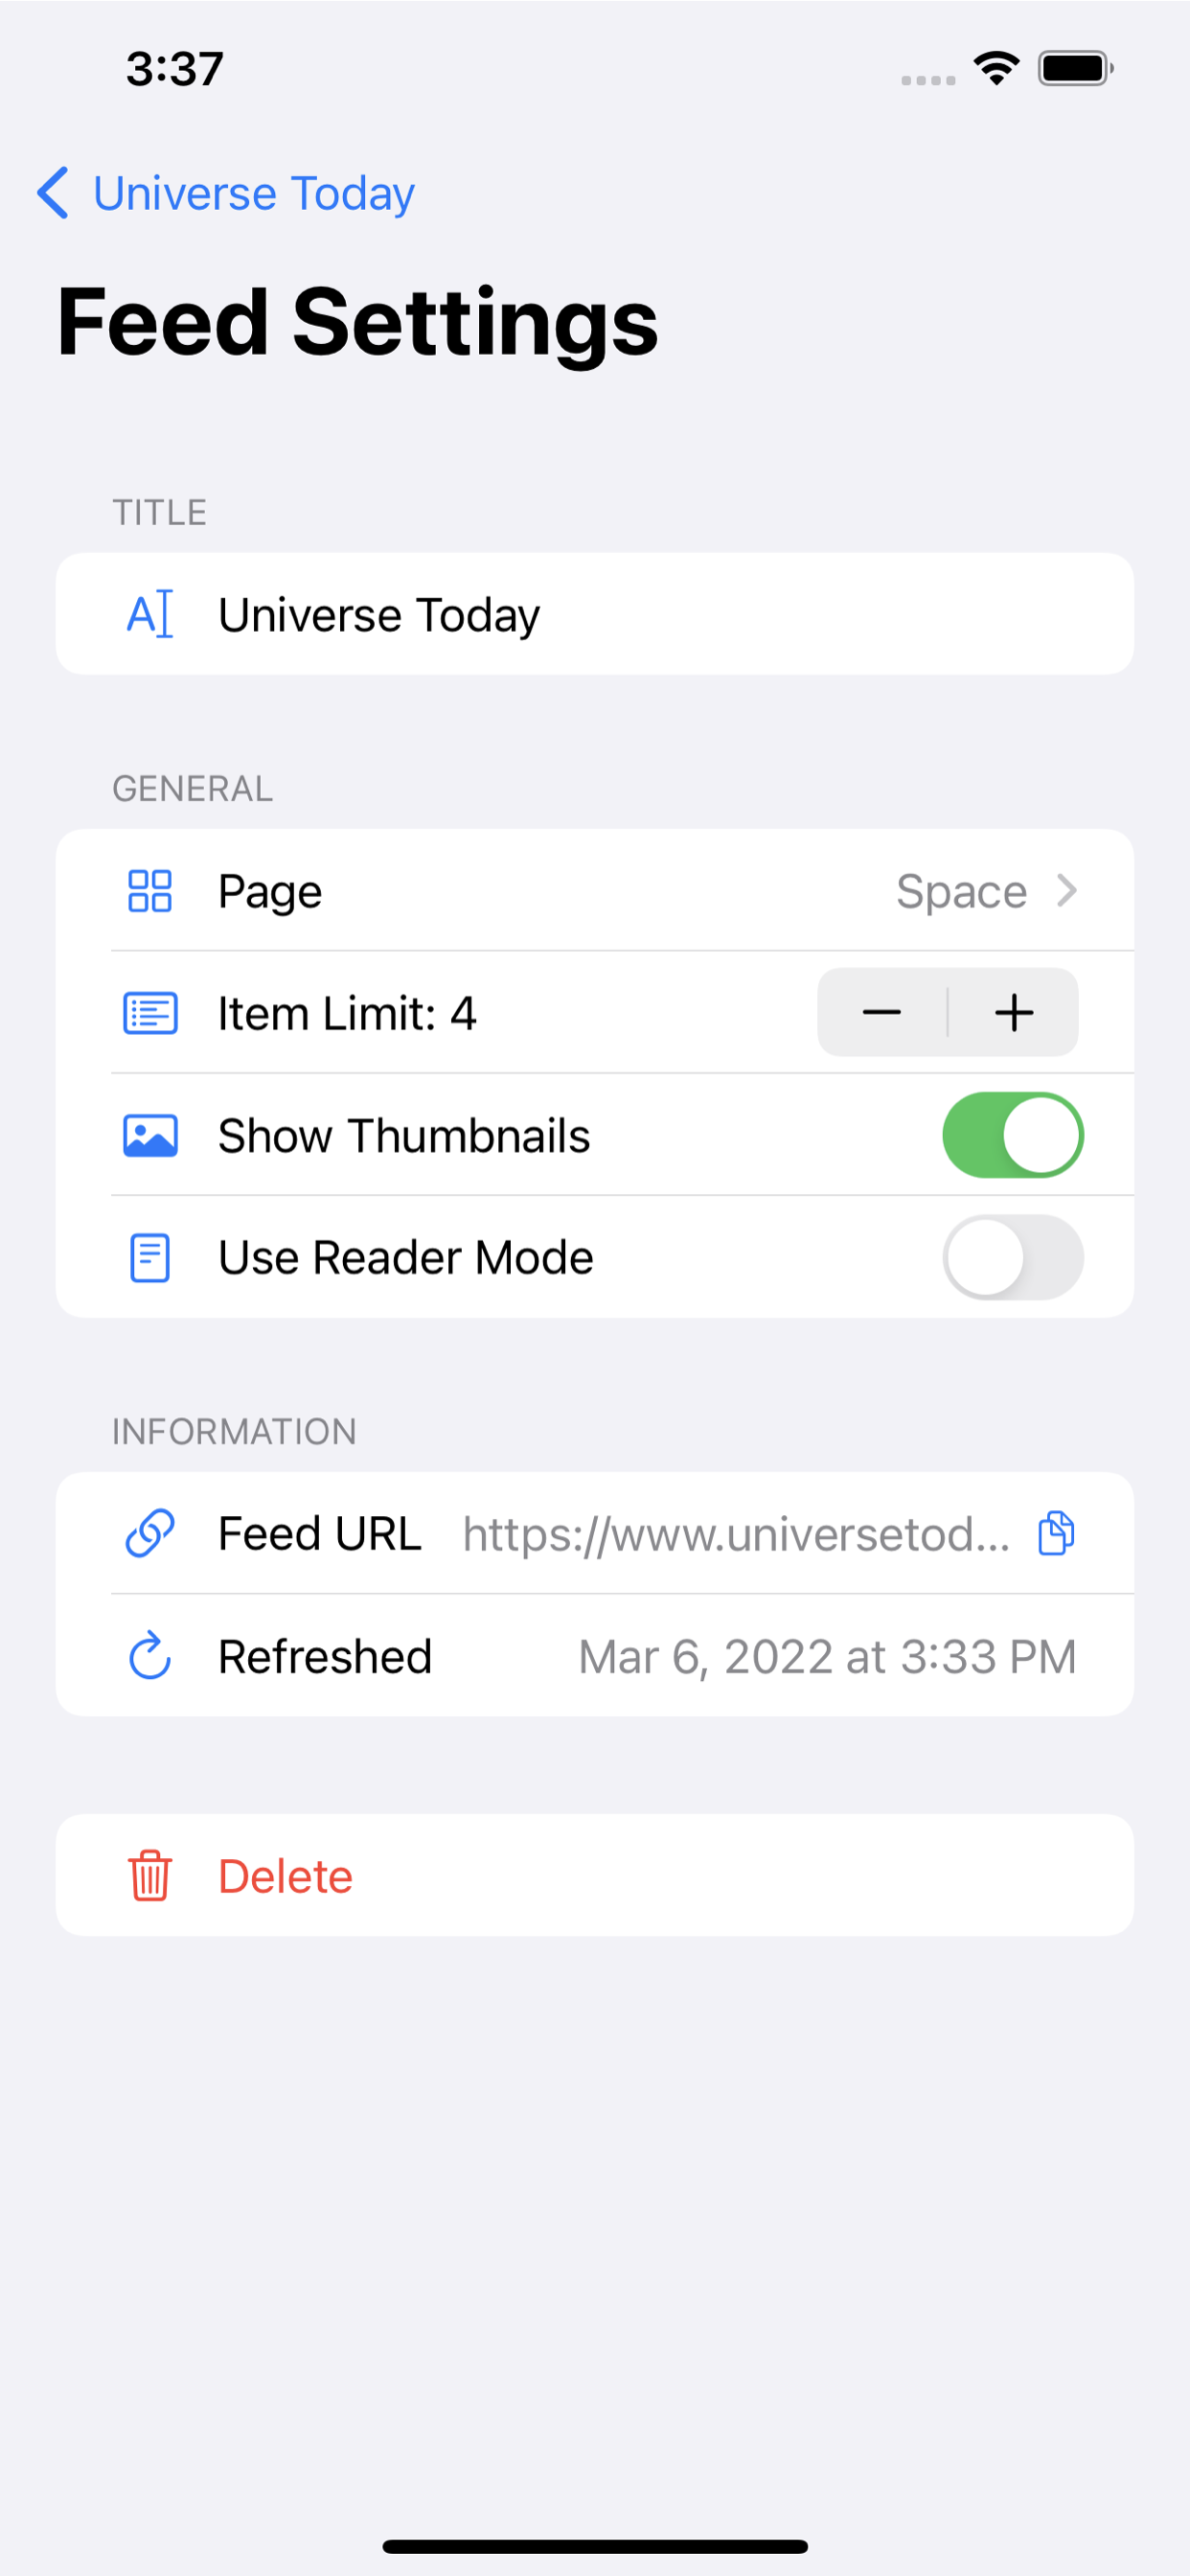 3:37
Universe Today
Feed Settings
TITLE
Universe Today
GENERAL
Page Space
Item Limit: 4
Show Thumbnails
Use Reader Mode
INFORMATION
Feed URL https://www.universetod...
Refreshed Mar 6, 2022 at 3:33 PM
Delete